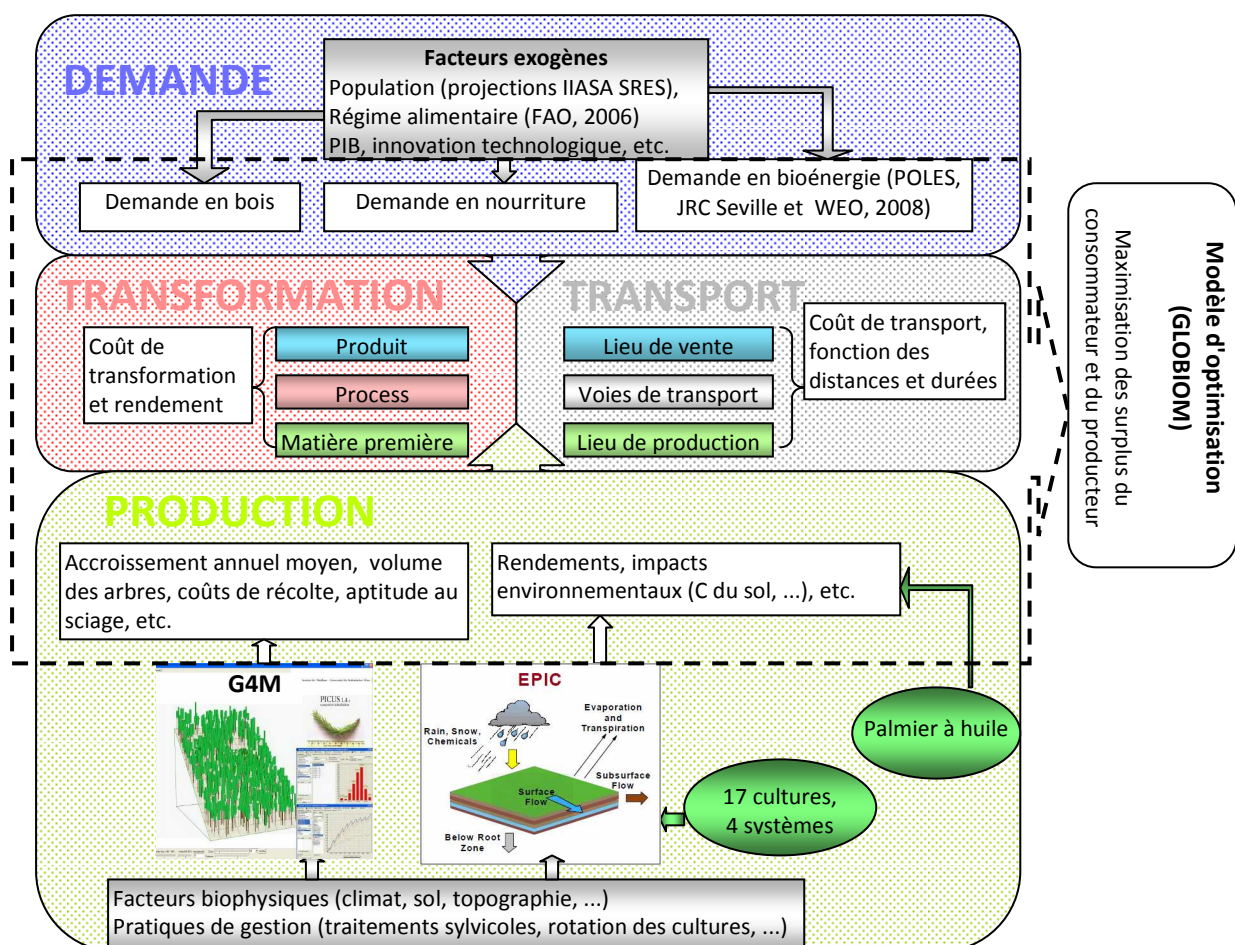 DEMANDE
Facteurs exogènes
Population (projections IIASA SRES),
Régime alimentaire (FAO, 2006)
PIB, innovation technologique, etc.
Demande en bois
Demande en nourriture
Demande en bioénergie (POLES,
JRC Seville et WEO, 2008)
TRANSFORMATION
Coût de
transformation
et rendement
Produit
Process
Matière première
TRANSPORT
Lieu de vente
Voies de transport
Lieu de production
Coût de transport,
fonction des
distances et durées
Modèle d'optimisation
(GLOBIOM)
Maximisation des surplus du
consommateur et du producteur
PRODUCTION
Accroissement annuel moyen, volume
des arbres, coûts de récolte, aptitude au
sciage, etc.
Rendements, impacts
environnementaux (C du sol, ...), etc.
G4M
EPIC
Rain, Snow,
Chemicals
Evaporation
and
Transpiration
Subsurface
Flow
Surface
Flow
Below Root
Zone
Palmier à huile
17 cultures,
4 systèmes
Facteurs biophysiques (climat, sol, topographie, ...)
Pratiques de gestion (traitements sylvicoles, rotation des cultures, ...)